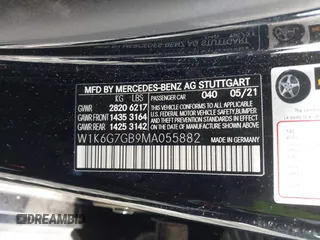 MFD BY MERCEDES-BENZ AG STUTTGART
KG LBS PASSENGER CAR 040 05/21
GVWR 2820 6217 THIS VEHICLE CONFORMS TO ALL APPLICABLE
GAWR FRONT 1435 3164 U.S. FEDERAL MOTOR VEHICLE SAFETY BUMPER
GAWR REAR 1425 3142 AND THEFT PREVENTION STANDARDS IN EFFECT ON THE DATE OF MANUFACTURE SHOWN ABOVE
W1K6G7GB9MA055882
MADE IN GERMANY
DREAMBID